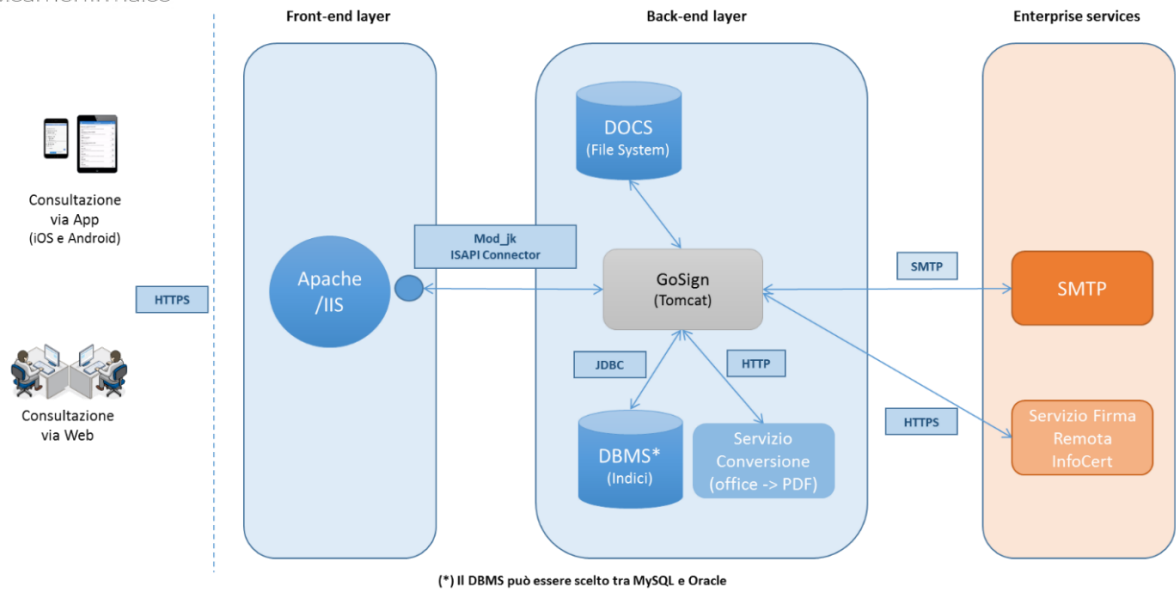 Front-end layer
Back-end layer
Enterprise services
DOCS
(File System)
Consultazione
via App
(iOS e Android)
Mod_jk
ISAPI Connector
Apache
/IIS
GoSign
(Tomcat)
SMTP
SMTP
HTTPS
JDBC
HTTP
Consultazione
via Web
DBMS*
(Indici)
Servizio
Conversione
(office -> PDF)
HTTPS
Servizio Firma
Remota
InfoCert
(*) Il DBMS può essere scelto tra MySQL e Oracle